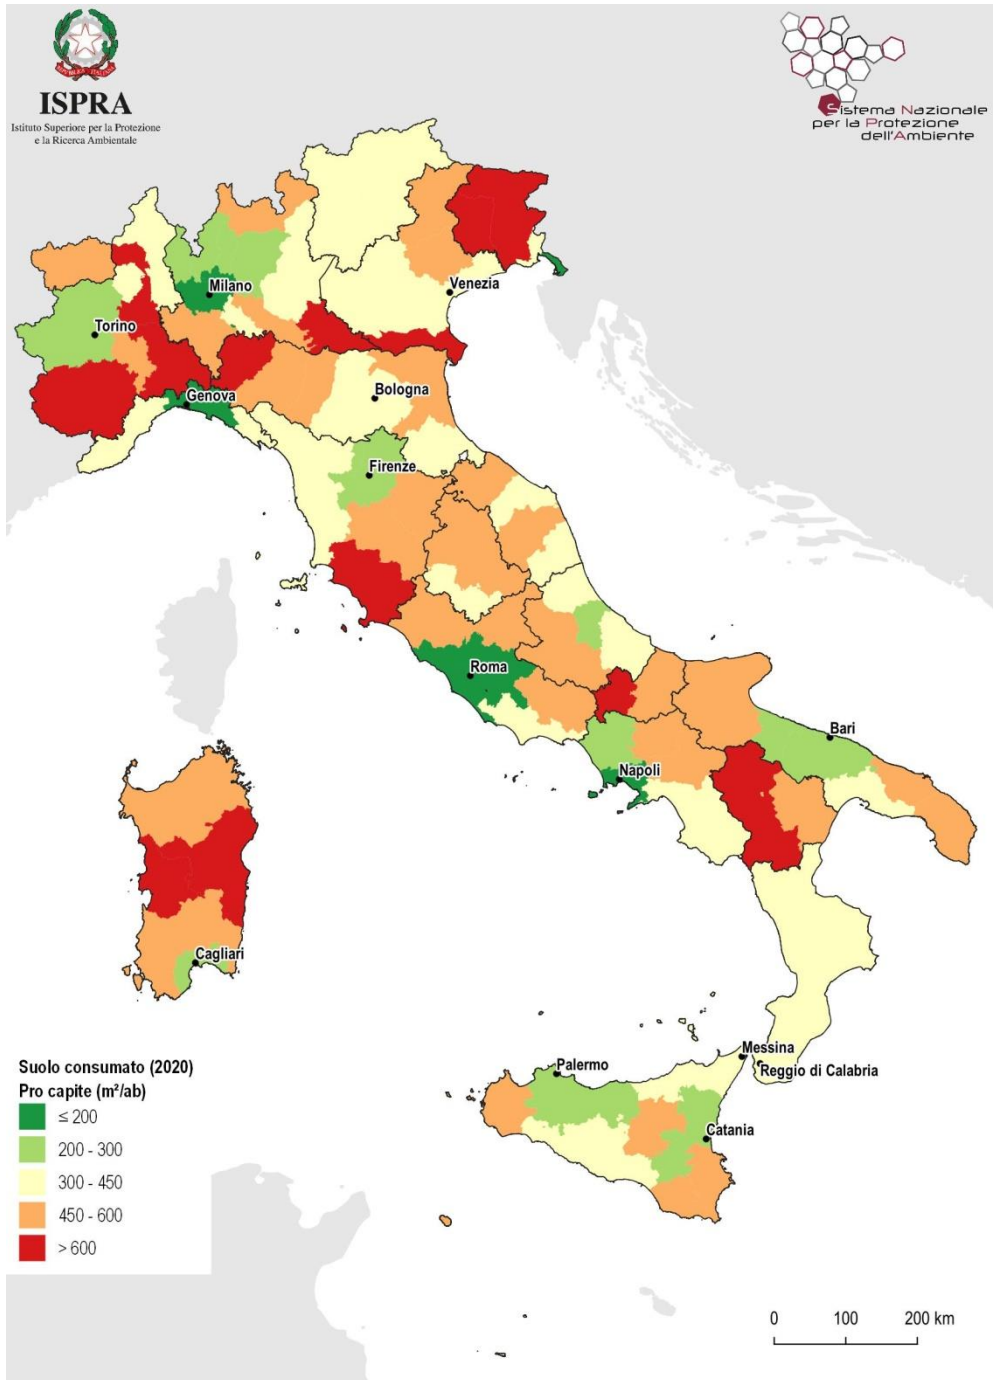 ISPRA
Istituto Superiore per la Protezione
e la Ricerca Ambientale
Sistema Nazionale
per la Protezione
dell'Ambiente
Milano
Venezia
Torino
Genova
Bologna
Firenze
Roma
Bari
Napoli
Cagliari
Messina
Palermo
Reggio di Calabria
Catania
Suolo consumato (2020)
Pro capite (m²/ab)
≤ 200
200 - 300
300 - 450
450 - 600
> 600
0 100 200 km